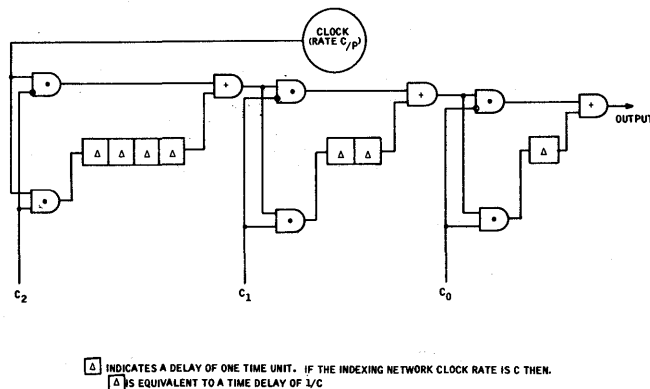 CLOCK
(RATE C/P)
• + • + • +
OUTPUT
Δ Δ Δ Δ Δ Δ Δ
• • •
C2 C1 C0
Δ INDICATES A DELAY OF ONE TIME UNIT. IF THE INDEXING NETWORK CLOCK RATE IS C THEN.
Δ IS EQUIVALENT TO A TIME DELAY OF 1/C